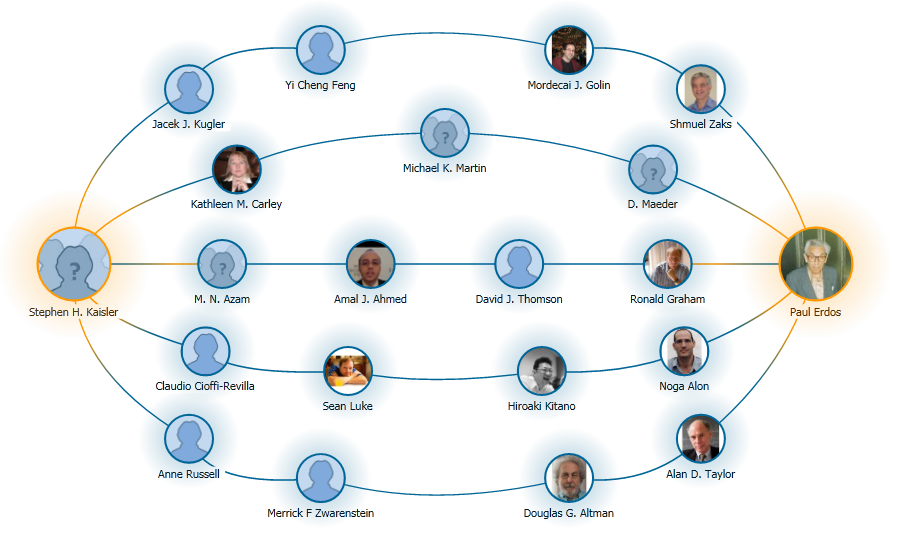 Yi Cheng Feng
Mordecai J. Golin
Jacek J. Kugler
Shmuel Zaks
Michael K. Martin
Kathleen M. Carley
D. Maeder
?
?
?
?
Stephen H. Kaisler
M. N. Azam
Amal J. Ahmed
David J. Thomson
Ronald Graham
Paul Erdos
Claudio Cioffi-Revilla
Sean Luke
Hiroaki Kitano
Noga Alon
Anne Russell
Merrick F Zwarenstein
Douglas G. Altman
Alan D. Taylor